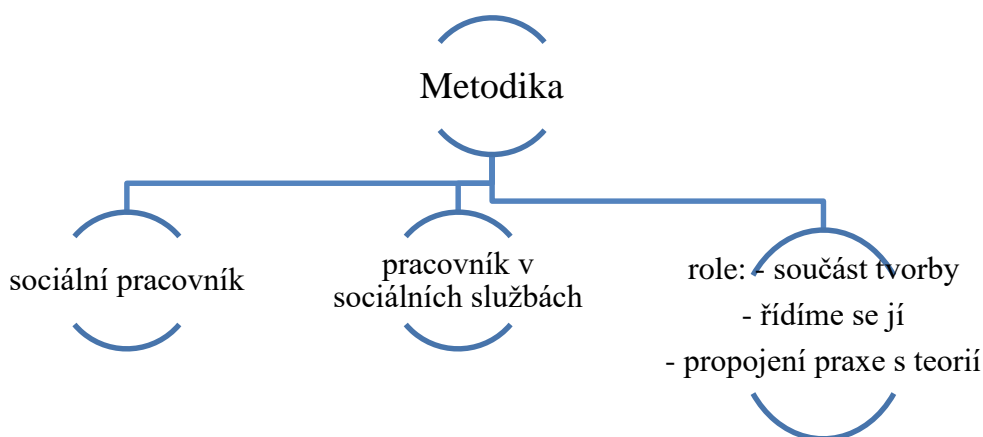 Metodika
sociální pracovník
pracovník v
sociálních službách
role: - součást tvorby
- řídíme se jí
- propojení praxe s teorií